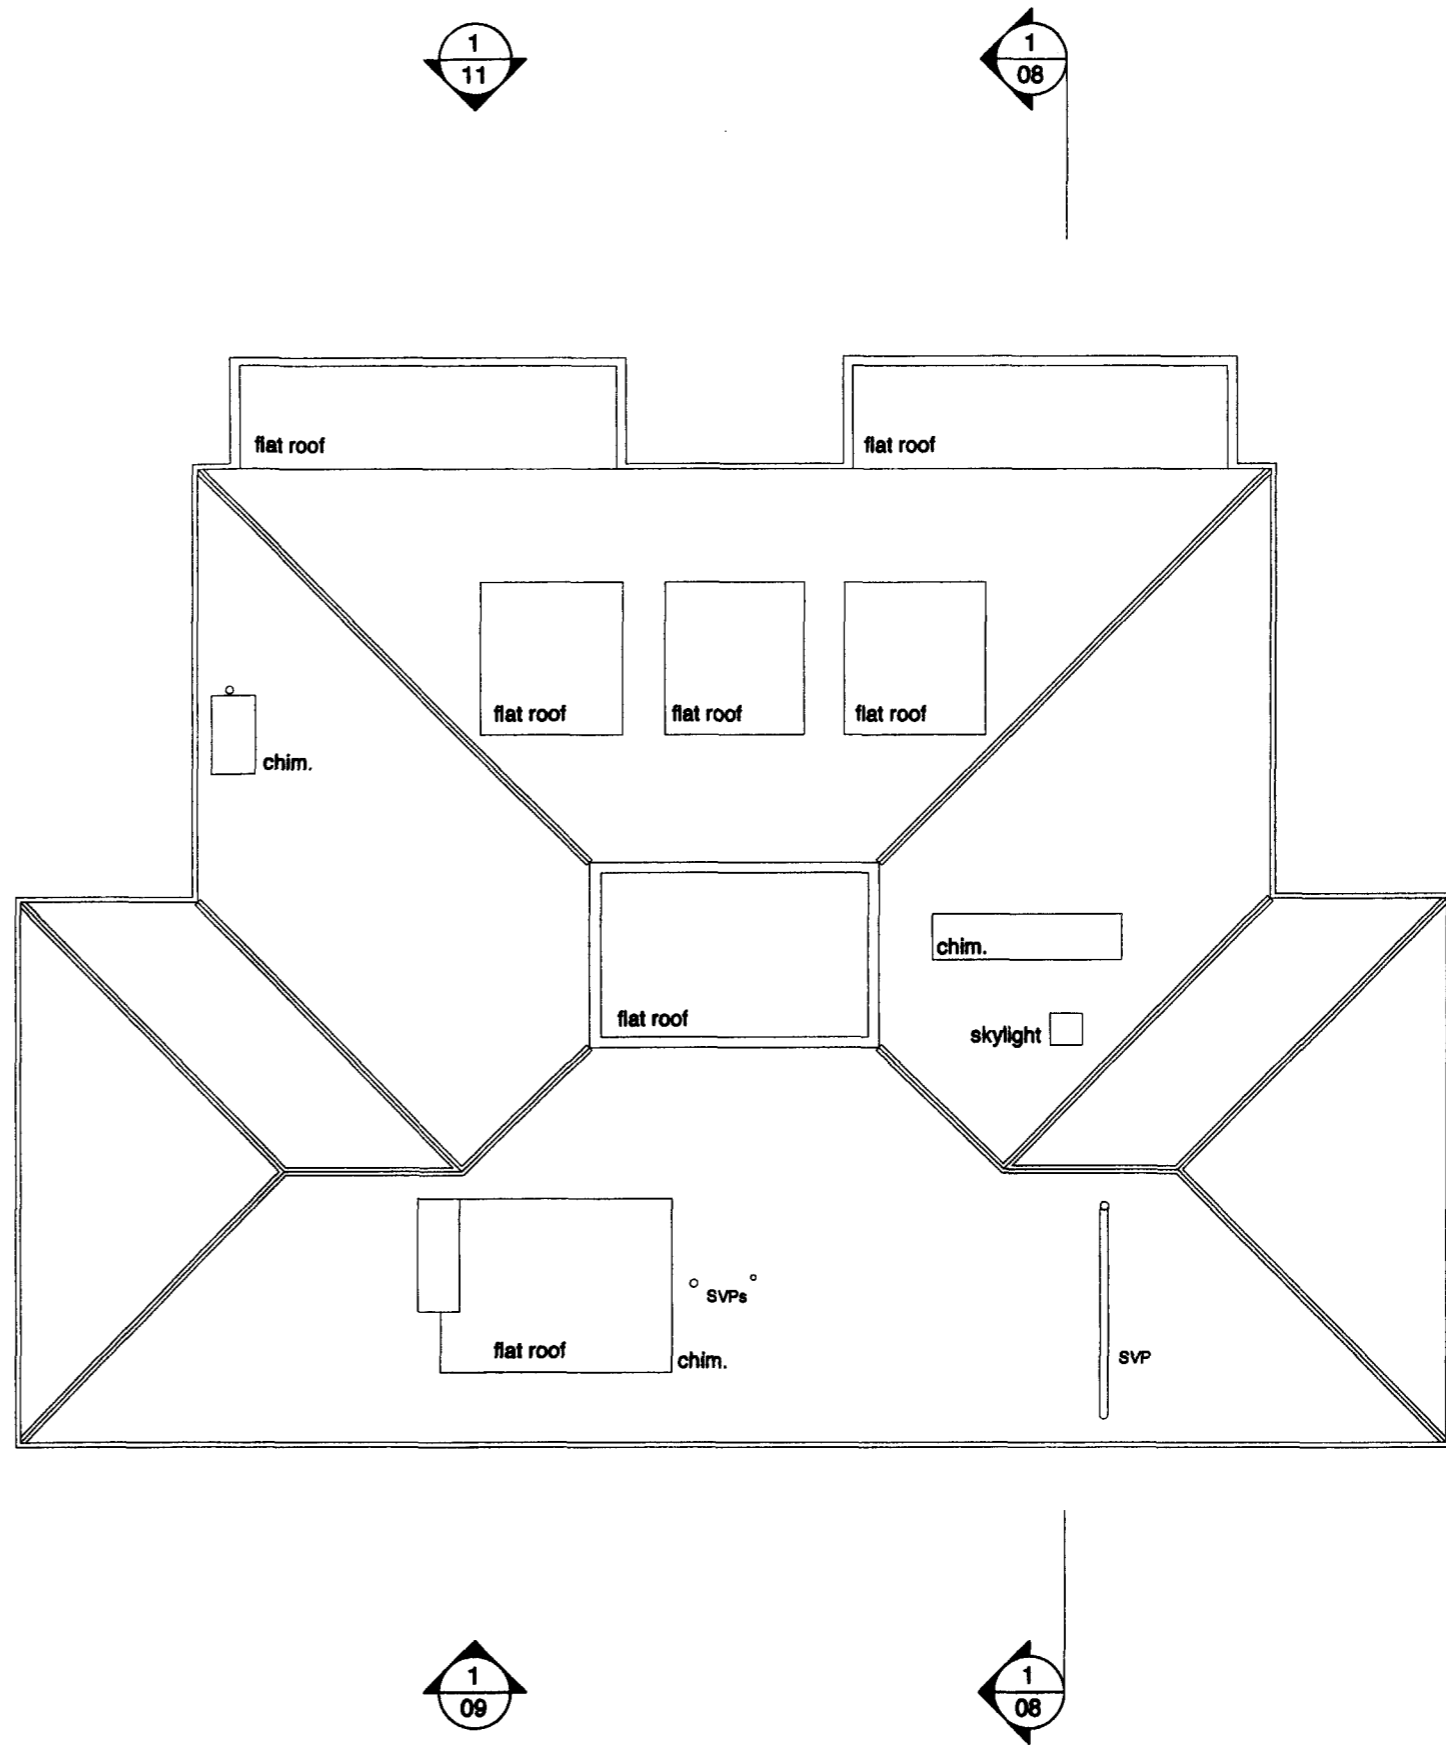 1
11
1
08
flat roof
flat roof
flat roof
flat roof
flat roof
chim.
chim.
flat roof
skylight
SVPs
flat roof
chim.
SVP
1
09
1
08